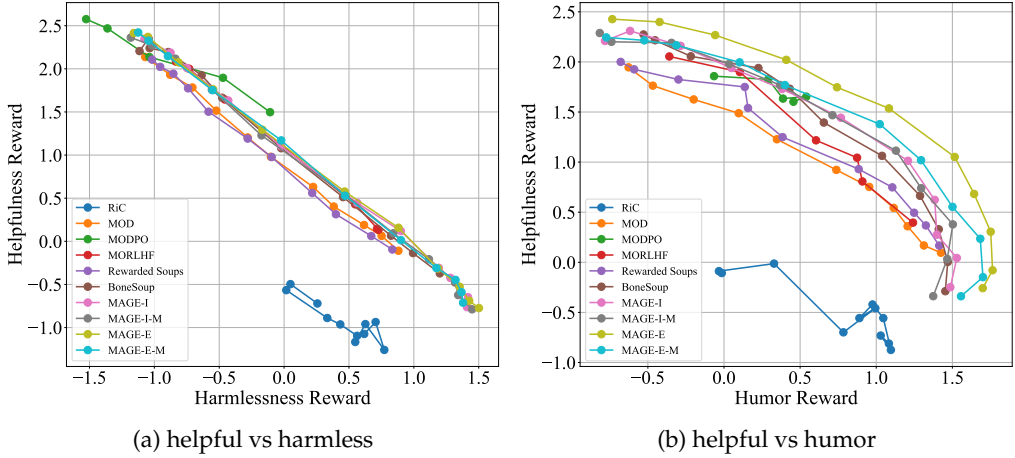 Helpfulness Reward
2.5
2.0
1.5
1.0
0.5
0.0
−0.5
−1.0
RiC
MOD
MODPO
MORLHF
Rewarded Soups
BoneSoup
MAGE-I
MAGE-I-M
MAGE-E
MAGE-E-M
−1.5 −1.0 −0.5 0.0 0.5 1.0 1.5
Harmlessness Reward
(a) helpful vs harmless
Helpfulness Reward
2.5
2.0
1.5
1.0
0.5
0.0
−0.5
−1.0
RiC
MOD
MODPO
MORLHF
Rewarded Soups
BoneSoup
MAGE-I
MAGE-I-M
MAGE-E
MAGE-E-M
−0.5 0.0 0.5 1.0 1.5
Humor Reward
(b) helpful vs humor